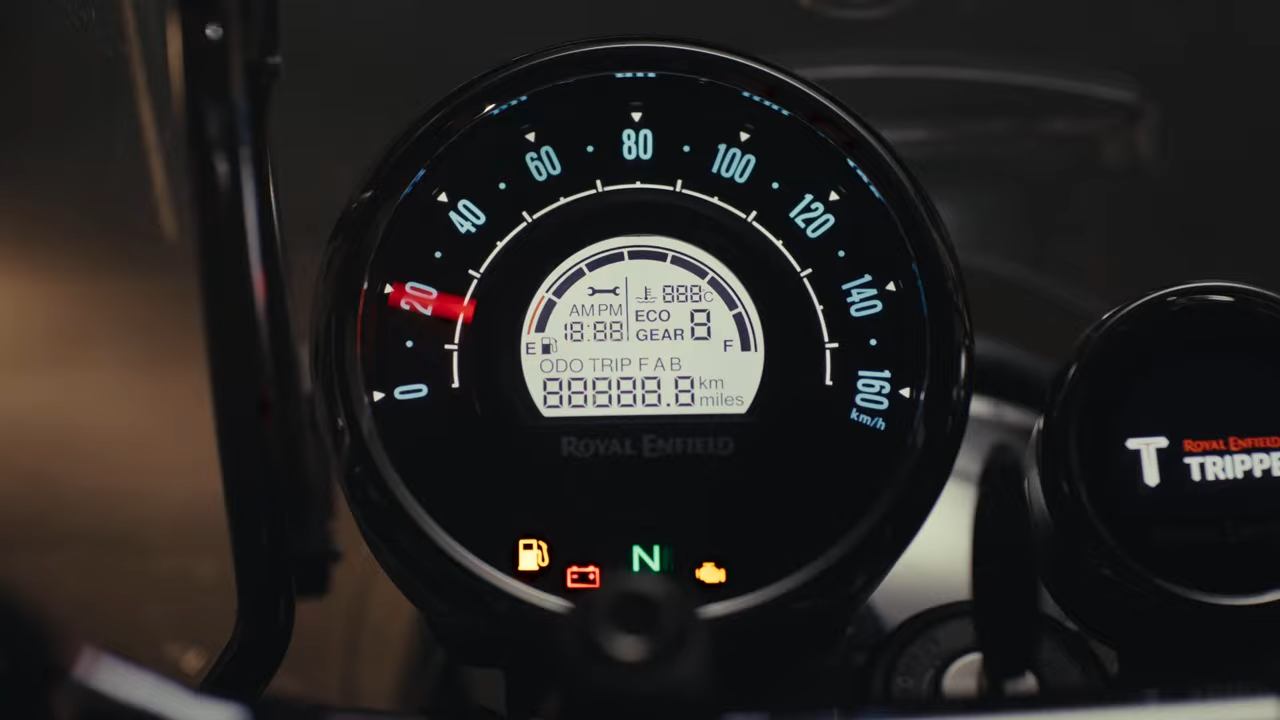 0
20
40
60
80
100
120
140
160
km/h
888°C
AM PM
ECO
18:88
GEAR 8
E
F
ODO TRIP F A B
88888.8 km
miles
ROYAL ENFIELD
N
T
ROYAL ENFIELD